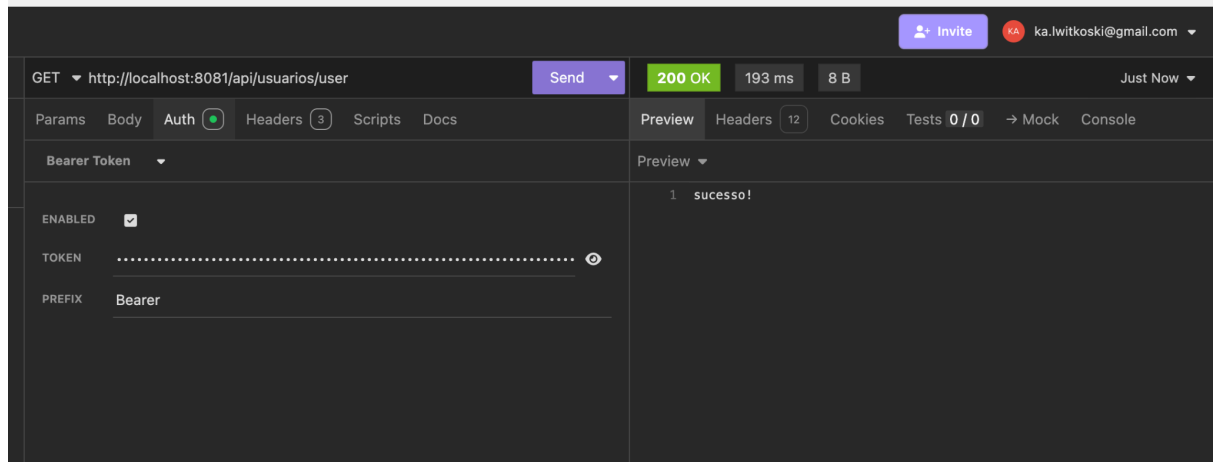 Invite KA ka.lwitkoski@gmail.com
GET http://localhost:8081/api/usuarios/user Send 200 OK 193 ms 8 B Just Now
Params Body Auth Headers 3 Scripts Docs Preview Headers 12 Cookies Tests 0 / 0 → Mock Console
Bearer Token Preview
1 sucesso!
ENABLED
TOKEN ••••••••••••••••••••••••••••••••••••••••••••••••••••••••••••••••••••
PREFIX Bearer